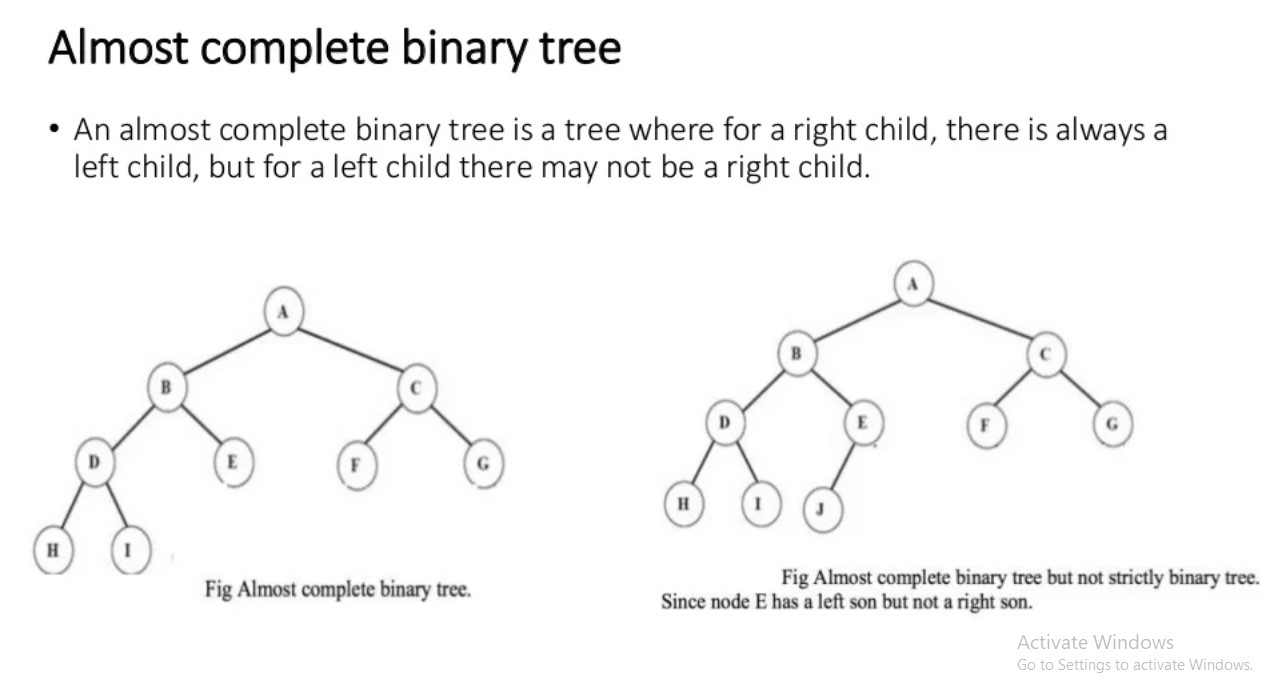 Almost complete binary tree
• An almost complete binary tree is a tree where for a right child, there is always a
left child, but for a left child there may not be a right child.
A
B
C
D
E
F
G
H
I
Fig Almost complete binary tree.
A
B
C
D
E
F
G
H
I
J
Fig Almost complete binary tree but not strictly binary tree.
Since node E has a left son but not a right son.
Activate Windows
Go to Settings to activate Windows.